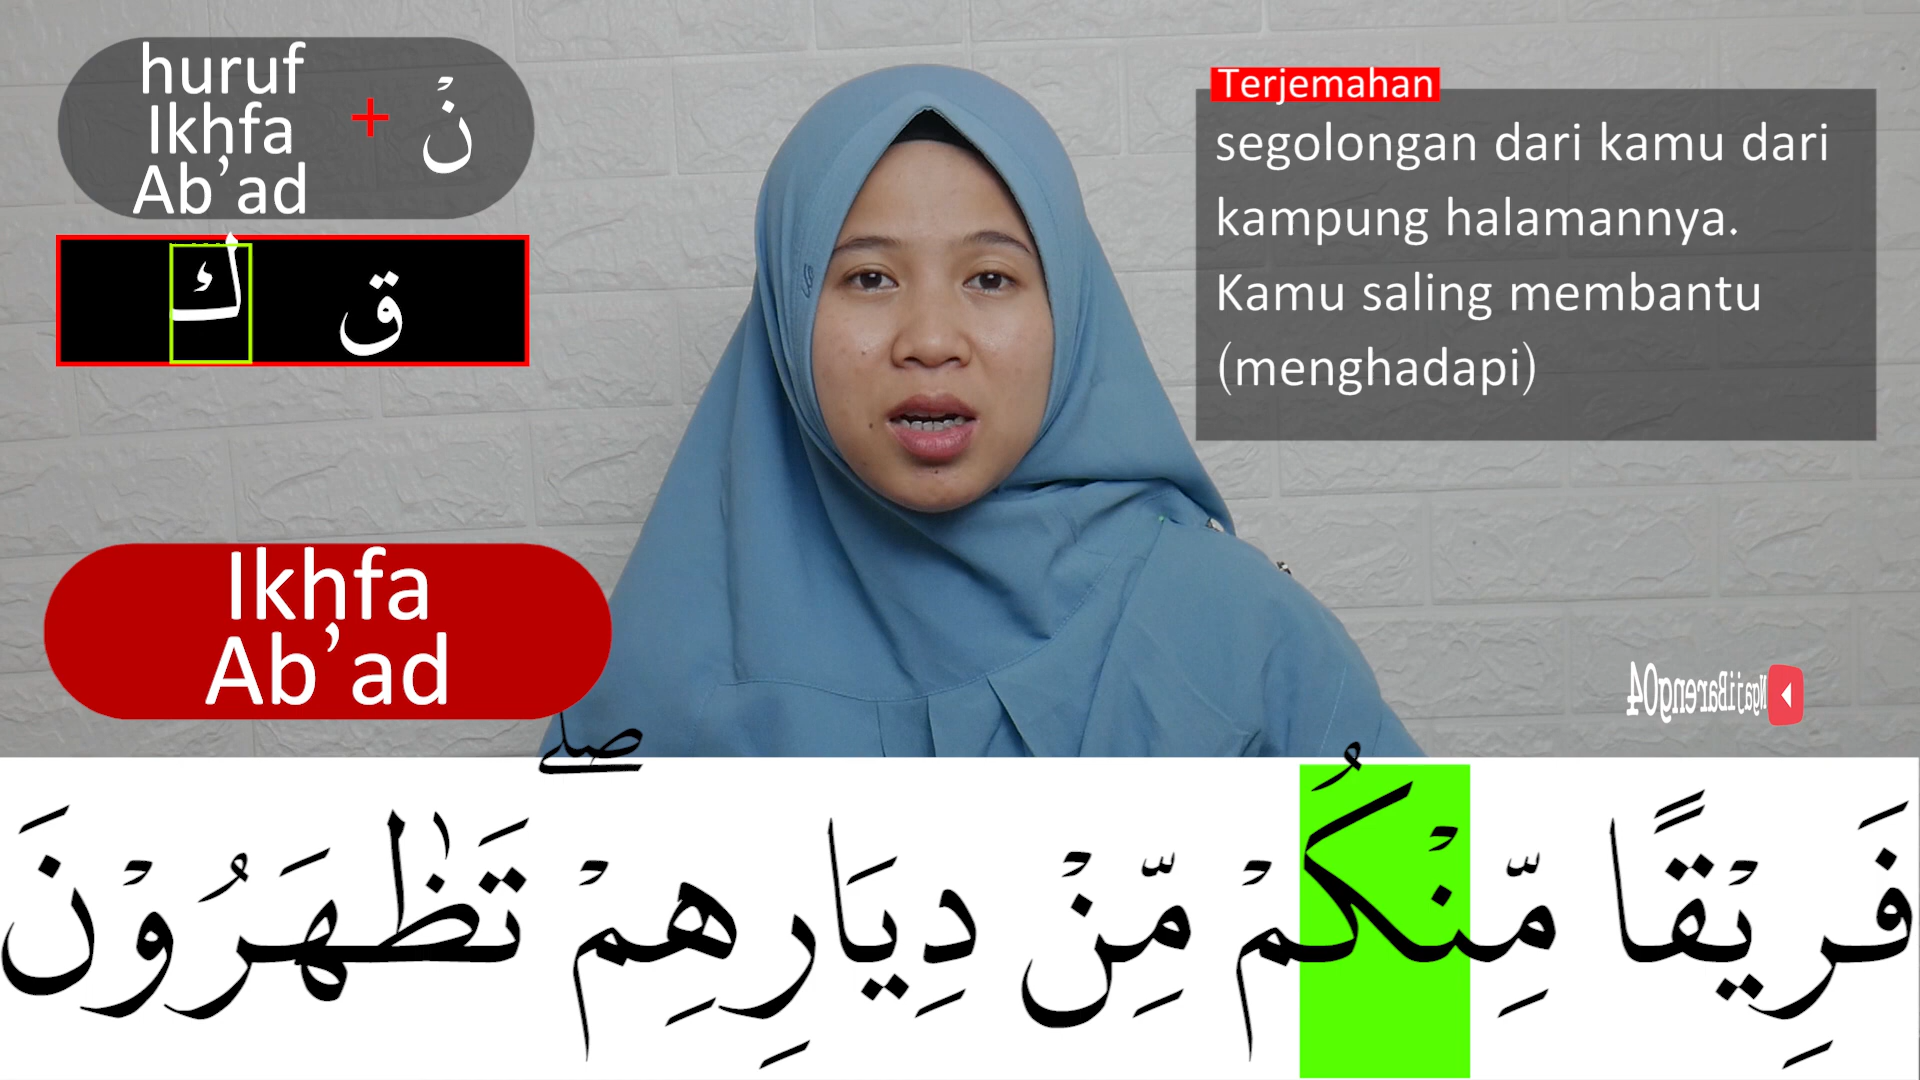 huruf
Ikhfa
Ab'ad
+ نْ
ك ق
Terjemahan
segolongan dari kamu dari
kampung halamannya.
Kamu saling membantu
(menghadapi)
Ikhfa
Ab'ad
NgajiBareng04
فَرِيْقًا مِّنْكُمْ مِّنْ دِيَارِهِمْۖ تَظٰهَرُوْنَ